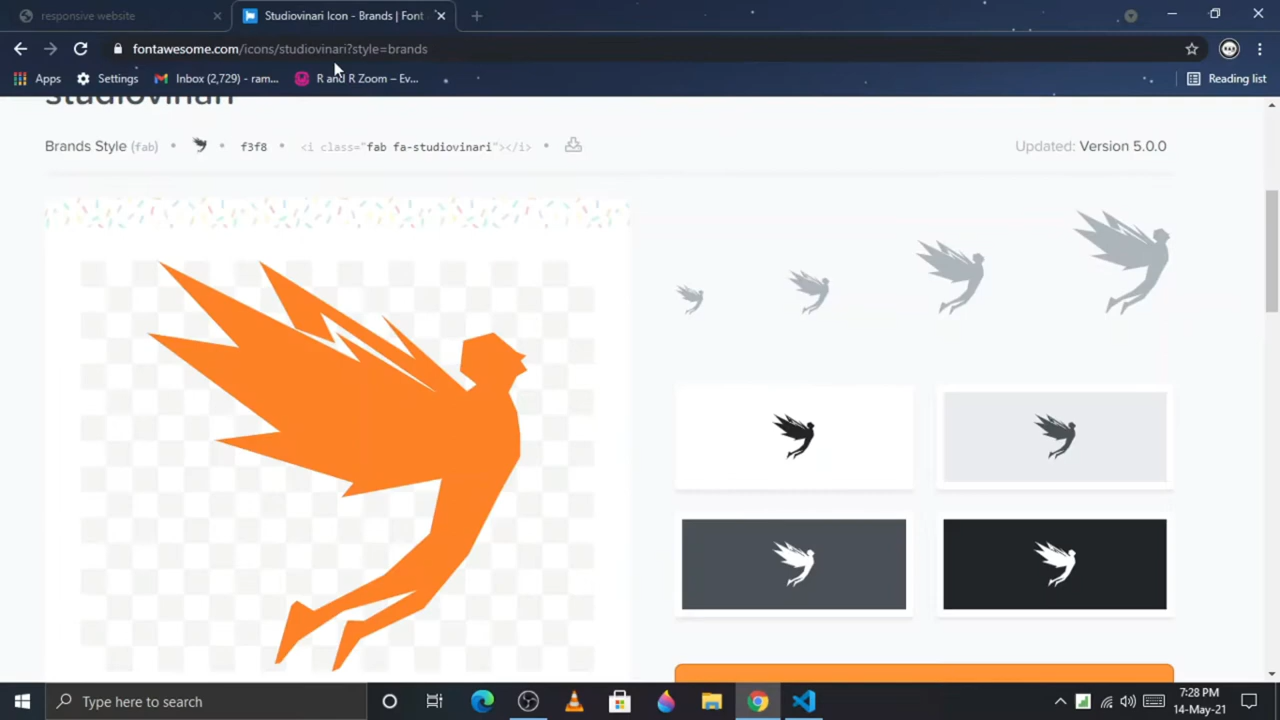 responsive website
Studiovinari Icon - Brands | Font
fontawesome.com/icons/studiovinari?style=brands
Apps
Settings
Inbox (2,729) - ram...
R and R Zoom – Ev...
Reading list
studiovinari
Brands Style (fab)
f3f8
<i class="fab fa-studiovinari"></i>
Updated: Version 5.0.0
Type here to search
7:28 PM
14-May-21